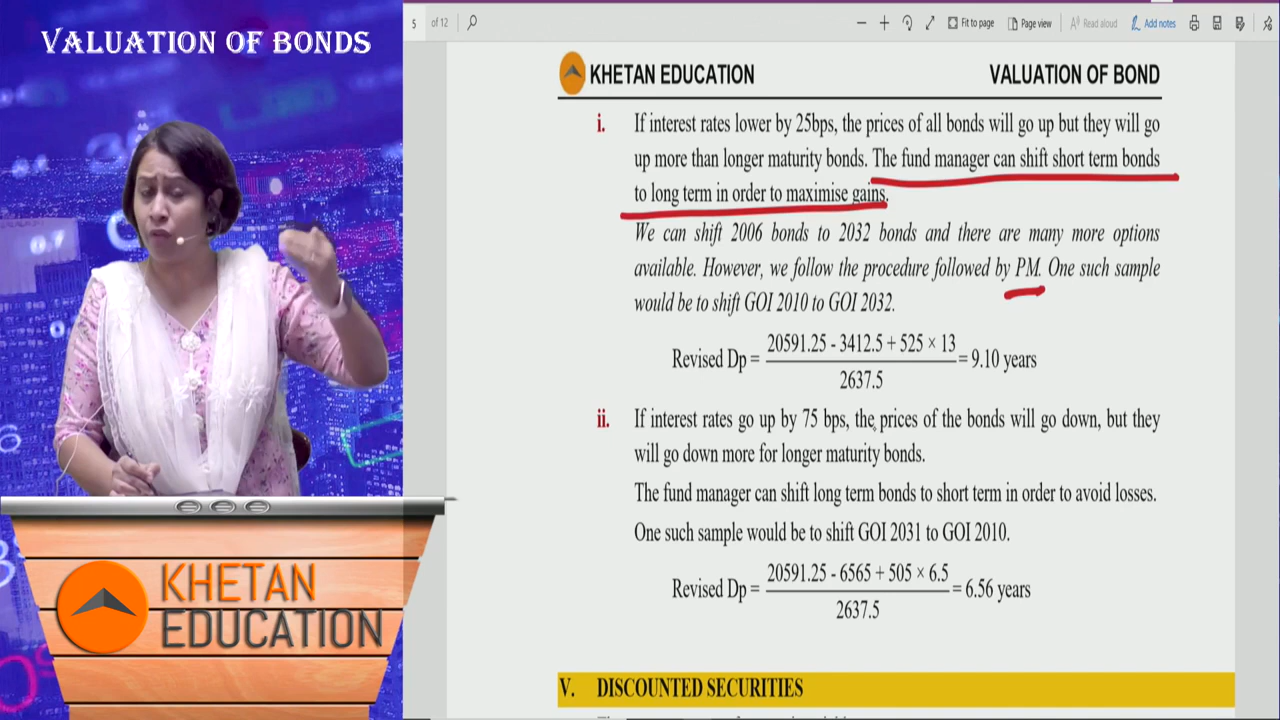 VALUATION OF BONDS
5 of 12
Fit to page
Page view
Read aloud
Add notes
KHETAN EDUCATION
VALUATION OF BOND
i. If interest rates lower by 25bps, the prices of all bonds will go up but they will go
up more than longer maturity bonds. The fund manager can shift short term bonds
to long term in order to maximise gains.
We can shift 2006 bonds to 2032 bonds and there are many more options
available. However, we follow the procedure followed by PM. One such sample
would be to shift GOI 2010 to GOI 2032.
Revised Dp = 20591.25 - 3412.5 + 525 × 13 / 2637.5 = 9.10 years
ii. If interest rates go up by 75 bps, the prices of the bonds will go down, but they
will go down more for longer maturity bonds.
The fund manager can shift long term bonds to short term in order to avoid losses.
One such sample would be to shift GOI 2031 to GOI 2010.
Revised Dp = 20591.25 - 6565 + 505 × 6.5 / 2637.5 = 6.56 years
V. DISCOUNTED SECURITIES
KHETAN
EDUCATION